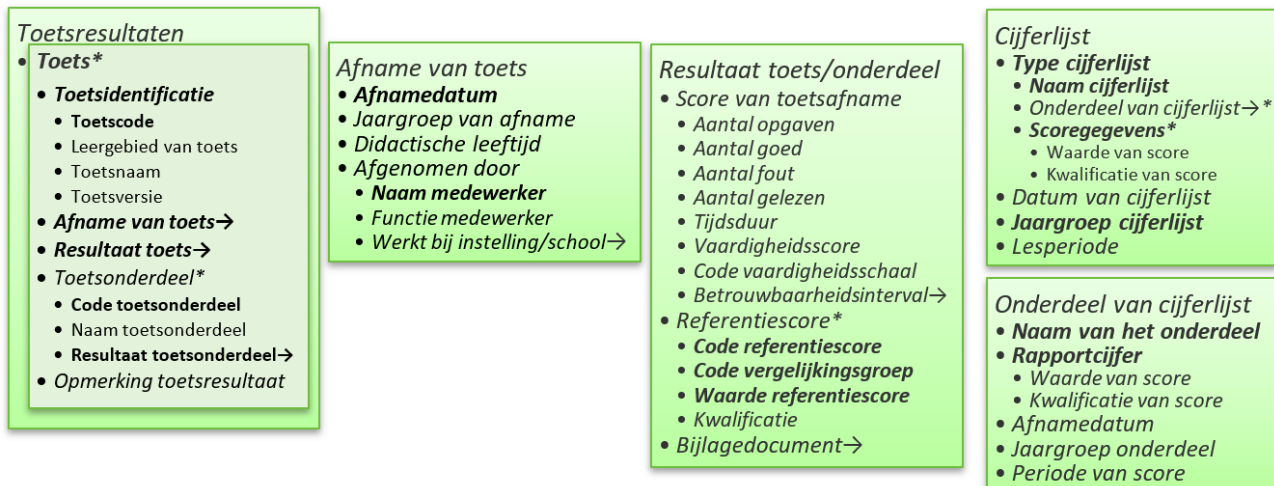 Toetsresultaten
• Toets*
• Toetsidentificatie
• Toetscode
• Leergebied van toets
• Toetsnaam
• Toetsversie
• Afname van toets→
• Resultaat toets→
• Toetsonderdeel*
• Code toetsonderdeel
• Naam toetsonderdeel
• Resultaat toetsonderdeel→
• Opmerking toetsresultaat
Afname van toets
• Afnamedatum
• Jaargroep van afname
• Didactische leeftijd
• Afgenomen door
• Naam medewerker
• Functie medewerker
• Werkt bij instelling/school→
Resultaat toets/onderdeel
• Score van toetsafname
• Aantal opgaven
• Aantal goed
• Aantal fout
• Aantal gelezen
• Tijdsduur
• Vaardigheidsscore
• Code vaardigheidsschaal
• Betrouwbaarheidsinterval→
• Referentiescore*
• Code referentiescore
• Code vergelijkingsgroep
• Waarde referentiescore
• Kwalificatie
• Bijlagedocument→
Cijferlijst
• Type cijferlijst
• Naam cijferlijst
• Onderdeel van cijferlijst→*
• Scoregegevens*
• Waarde van score
• Kwalificatie van score
• Datum van cijferlijst
• Jaargroep cijferlijst
• Lesperiode
Onderdeel van cijferlijst
• Naam van het onderdeel
• Rapportcijfer
• Waarde van score
• Kwalificatie van score
• Afnamedatum
• Jaargroep onderdeel
• Periode van score